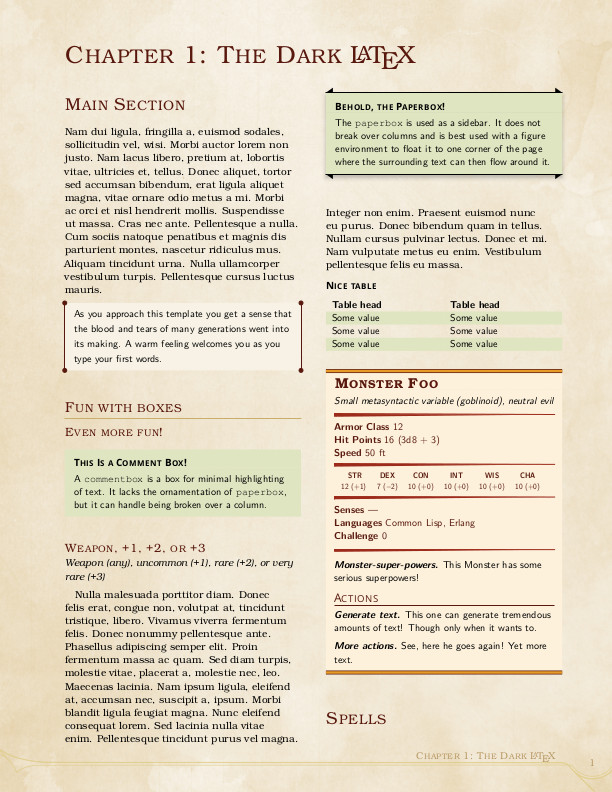 Chapter 1: The Dark LaTeX
Main Section
Nam dui ligula, fringilla a, euismod sodales,
sollicitudin vel, wisi. Morbi auctor lorem non
justo. Nam lacus libero, pretium at, lobortis
vitae, ultricies et, tellus. Donec aliquet, tortor
sed accumsan bibendum, erat ligula aliquet
magna, vitae ornare odio metus a mi. Morbi
ac orci et nisl hendrerit mollis. Suspendisse
ut massa. Cras nec ante. Pellentesque a nulla.
Cum sociis natoque penatibus et magnis dis
parturient montes, nascetur ridiculus mus.
Aliquam tincidunt urna. Nulla ullamcorper
vestibulum turpis. Pellentesque cursus luctus
mauris.
As you approach this template you get a sense that
the blood and tears of many generations went into
its making. A warm feeling welcomes you as you
type your first words.
Fun with boxes
Even more fun!
This Is a Comment Box!
A commentbox is a box for minimal highlighting
of text. It lacks the ornamentation of paperbox,
but it can handle being broken over a column.
Weapon, +1, +2, or +3
Weapon (any), uncommon (+1), rare (+2), or very
rare (+3)
Nulla malesuada porttitor diam. Donec
felis erat, congue non, volutpat at, tincidunt
tristique, libero. Vivamus viverra fermentum
felis. Donec nonummy pellentesque ante.
Phasellus adipiscing semper elit. Proin
fermentum massa ac quam. Sed diam turpis,
molestie vitae, placerat a, molestie nec, leo.
Maecenas lacinia. Nam ipsum ligula, eleifend
at, accumsan nec, suscipit a, ipsum. Morbi
blandit ligula feugiat magna. Nunc eleifend
consequat lorem. Sed lacinia nulla vitae
enim. Pellentesque tincidunt purus vel magna.
Behold, the Paperbox!
The paperbox is used as a sidebar. It does not
break over columns and is best used with a figure
environment to float it to one corner of the page
where the surrounding text can then flow around it.
Integer non enim. Praesent euismod nunc
eu purus. Donec bibendum quam in tellus.
Nullam cursus pulvinar lectus. Donec et mi.
Nam vulputate metus eu enim. Vestibulum
pellentesque felis eu massa.
Nice table
Table head Table head
Some value Some value
Some value Some value
Some value Some value
Monster Foo
Small metasyntactic variable (goblinoid), neutral evil
Armor Class 12
Hit Points 16 (3d8 + 3)
Speed 50 ft
STR DEX CON INT WIS CHA
12 (+1) 7 (−2) 10 (+0) 10 (+0) 10 (+0) 10 (+0)
Senses —
Languages Common Lisp, Erlang
Challenge 0
Monster-super-powers. This Monster has some
serious superpowers!
Actions
Generate text. This one can generate tremendous
amounts of text! Though only when it wants to.
More actions. See, here he goes again! Yet more
text.
Spells
Chapter 1: The Dark LaTeX
1